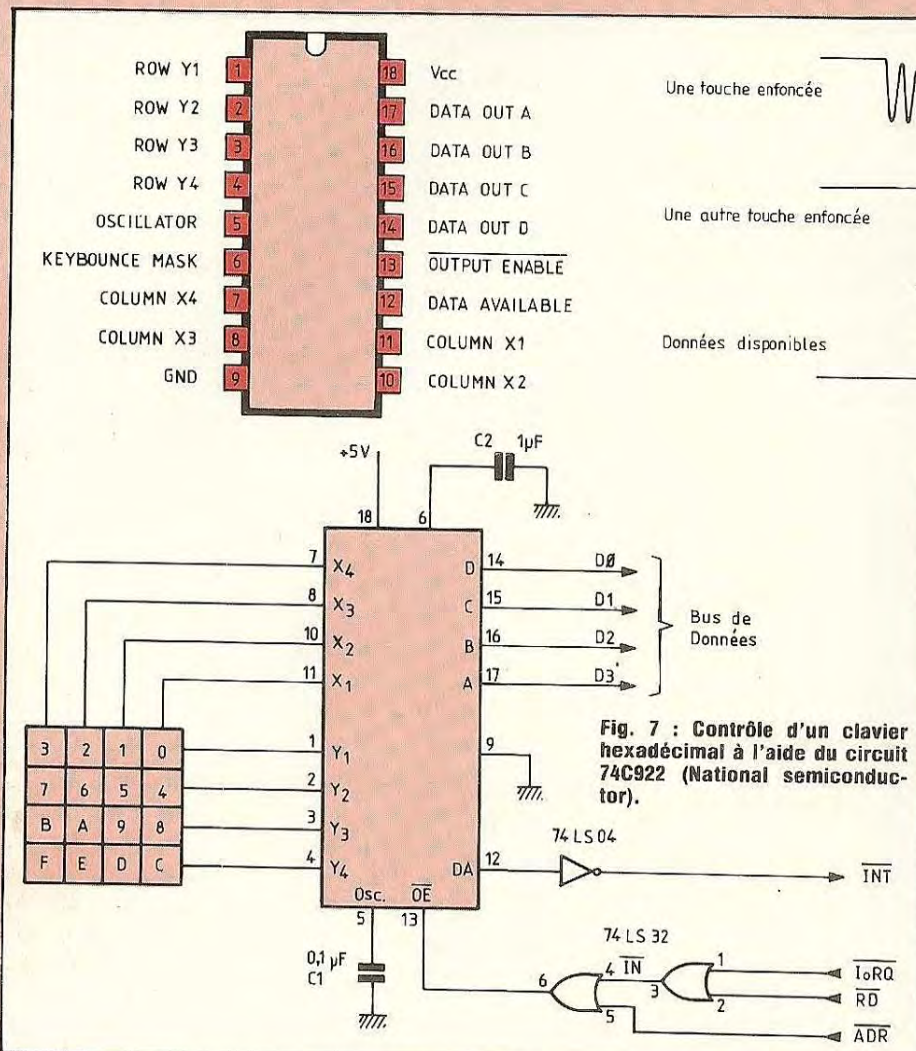 ROW Y1 1 18 Vcc
ROW Y2 2 17 DATA OUT A
ROW Y3 3 16 DATA OUT B
ROW Y4 4 15 DATA OUT C
OSCILLATOR 5 14 DATA OUT D
KEYBOUNCE MASK 6 13 OUTPUT ENABLE
COLUMN X4 7 12 DATA AVAILABLE
COLUMN X3 8 11 COLUMN X1
GND 9 10 COLUMN X2
Une touche enfoncée
Une autre touche enfoncée
Données disponibles
+5V
C2 1µF
18 6
7 X4 D 14 DØ
8 X3 C 15 D1
10 X2 B 16 D2
11 X1 A 17 D3
Bus de
Données
3 2 1 0
7 6 5 4
B A 9 8
F E D C
1 Y1
2 Y2
3 Y3
4 Y4
9
Fig. 7 : Contrôle d'un clavier
hexadécimal à l'aide du circuit
74C922 (National semiconduc-
tor).
74 LS 04
DA 12 INT
Osc. OE
5 13
0,1 µF
C1
74 LS 32
6 4 IN 3 1 IoRQ
2 RD
5 ADR